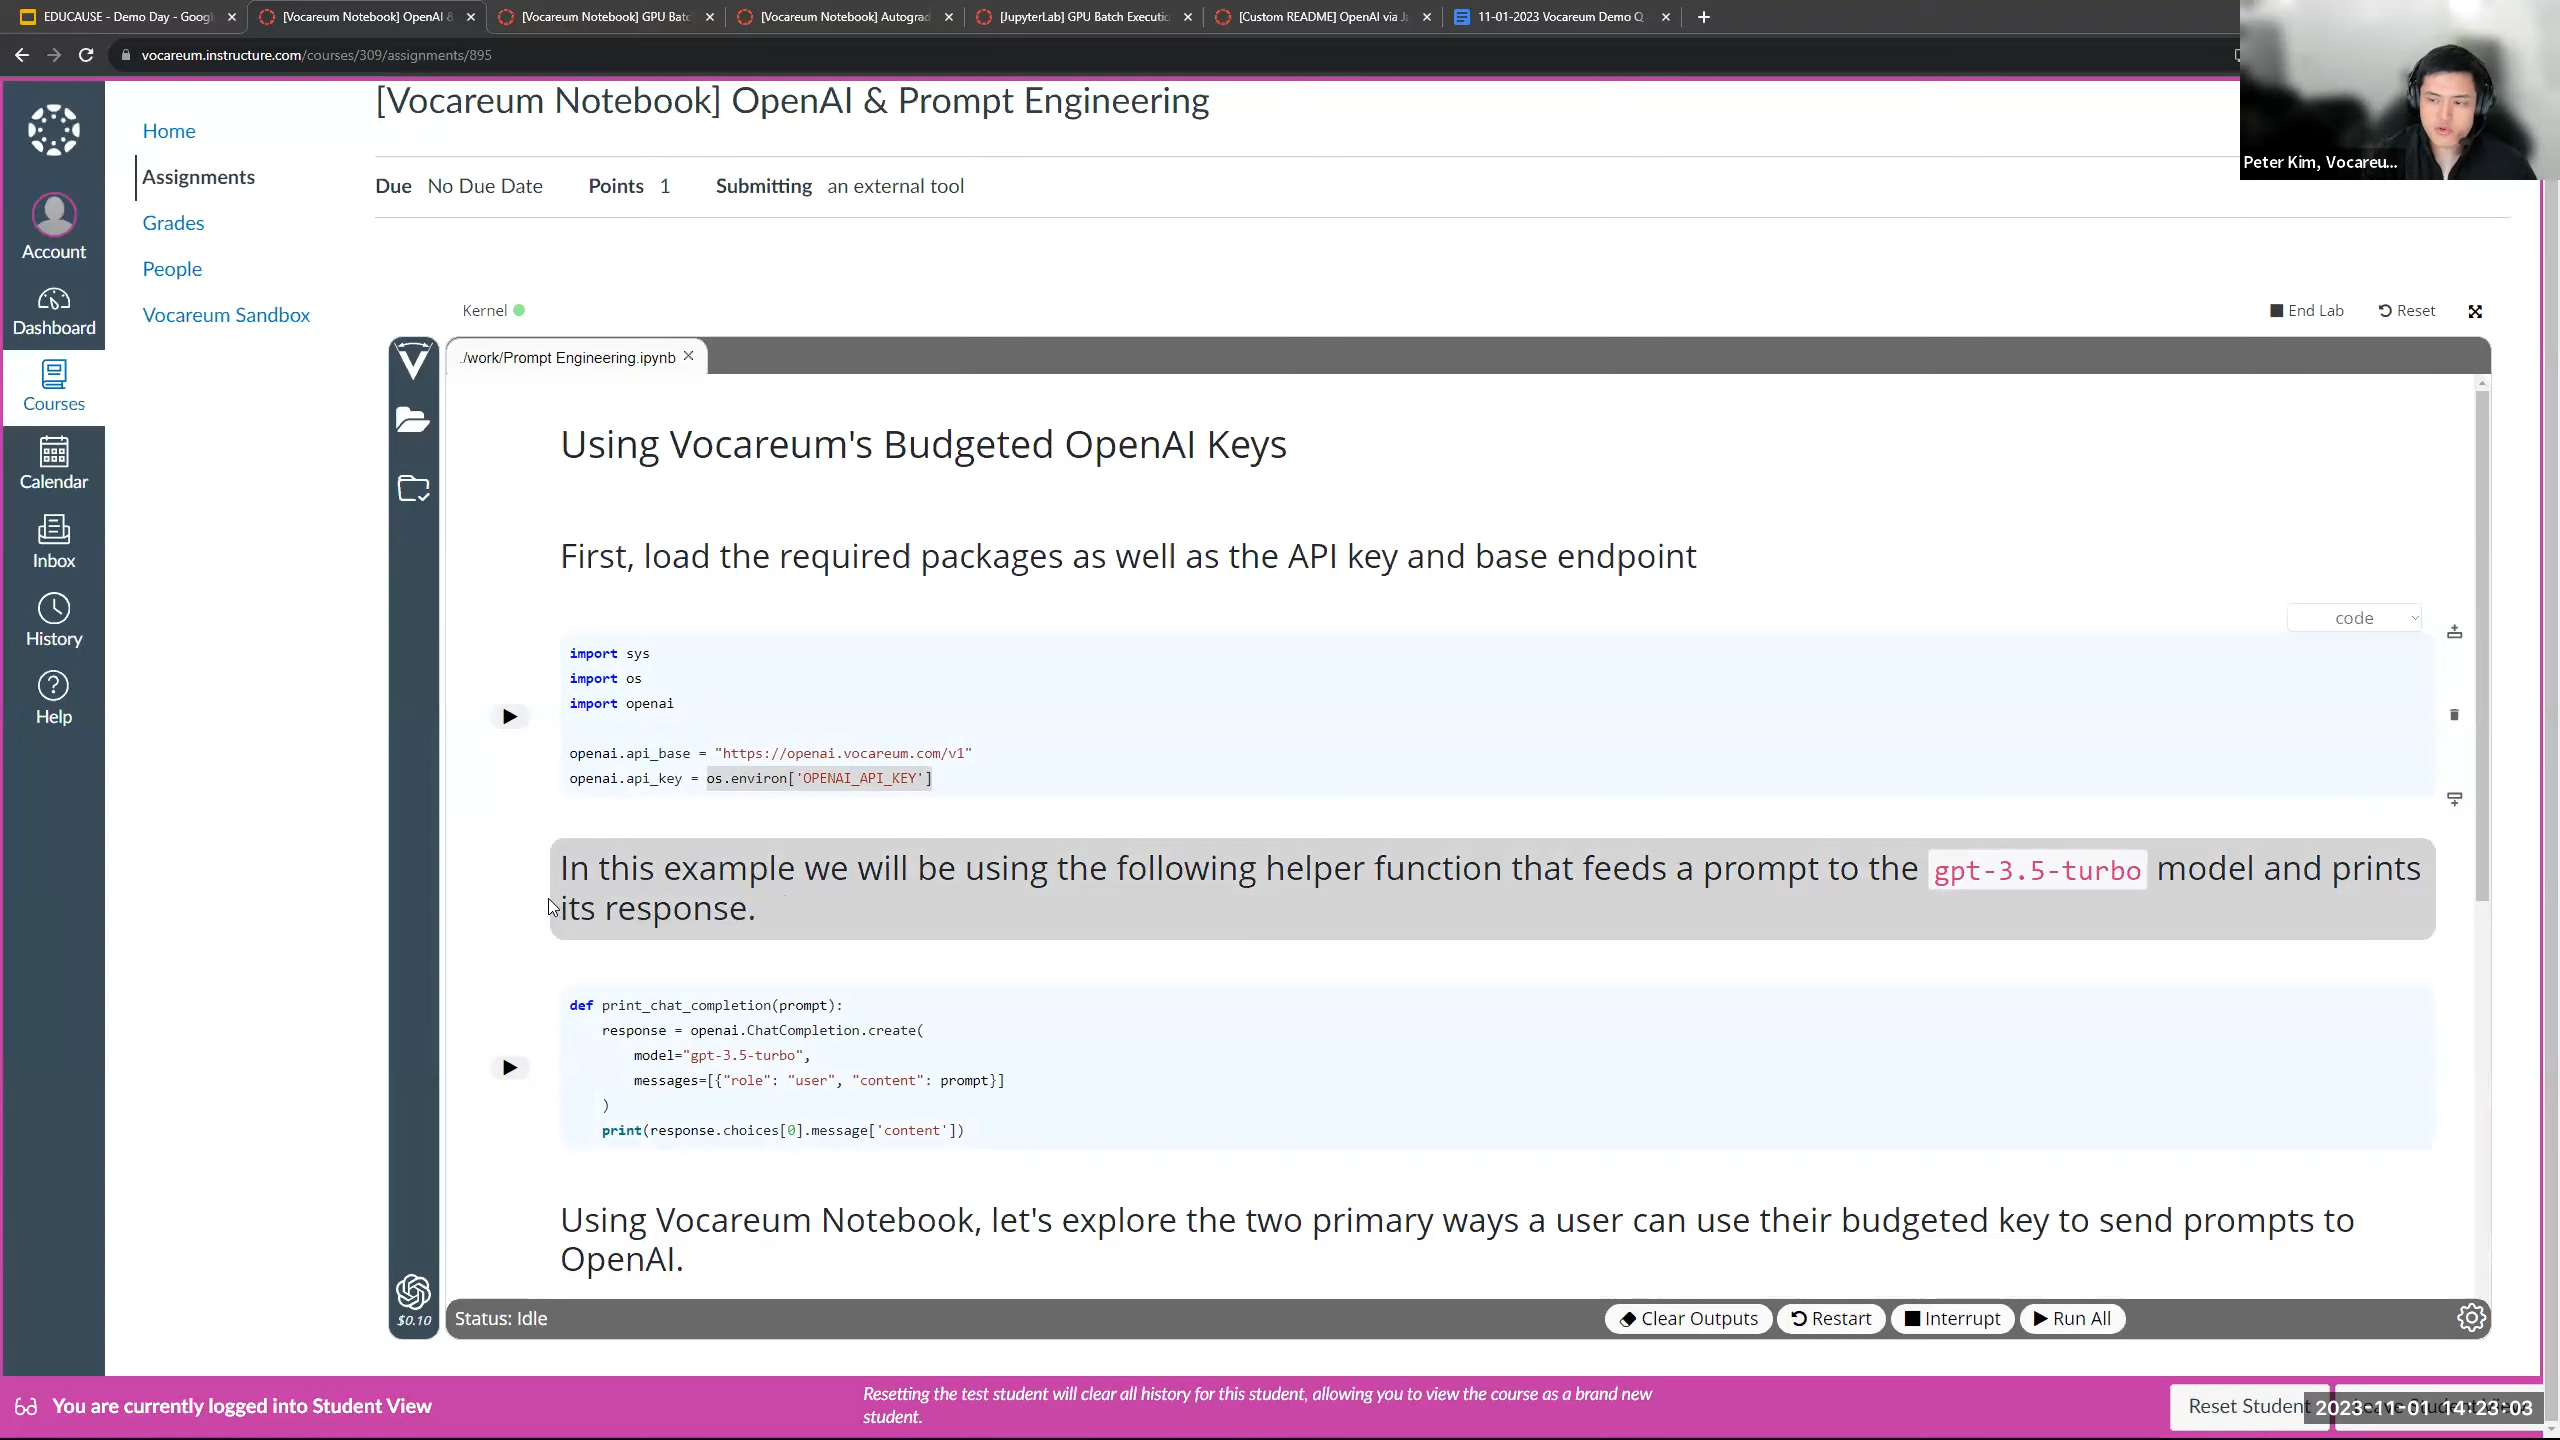 EDUCAUSE - Demo Day - Googl
[Vocareum Notebook] OpenAI &
[Vocareum Notebook] GPU Batc
[Vocareum Notebook] Autograd
[JupyterLab] GPU Batch Executio
[Custom README] OpenAI via J
11-01-2023 Vocareum Demo Q
vocareum.instructure.com/courses/309/assignments/895
Peter Kim, Vocareu...
Account
Dashboard
Courses
Calendar
Inbox
History
Help
Home
Assignments
Grades
People
Vocareum Sandbox
[Vocareum Notebook] OpenAI & Prompt Engineering
Due No Due Date Points 1 Submitting an external tool
Kernel
End Lab Reset
./work/Prompt Engineering.ipynb
Using Vocareum's Budgeted OpenAI Keys
First, load the required packages as well as the API key and base endpoint
code
import sys
import os
import openai
openai.api_base = "https://openai.vocareum.com/v1"
openai.api_key = os.environ['OPENAI_API_KEY']
In this example we will be using the following helper function that feeds a prompt to the gpt-3.5-turbo model and prints
its response.
def print_chat_completion(prompt):
response = openai.ChatCompletion.create(
model="gpt-3.5-turbo",
messages=[{"role": "user", "content": prompt}]
)
print(response.choices[0].message['content'])
Using Vocareum Notebook, let's explore the two primary ways a user can use their budgeted key to send prompts to
OpenAI.
$0.10
Status: Idle
Clear Outputs Restart Interrupt Run All
You are currently logged into Student View
Resetting the test student will clear all history for this student, allowing you to view the course as a brand new
student.
Reset Student
2023-11-01 14:23:03